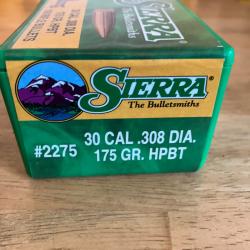 SIERRA
The Bulletsmiths
#2275
30 CAL .308 DIA.
175 GR. HPBT